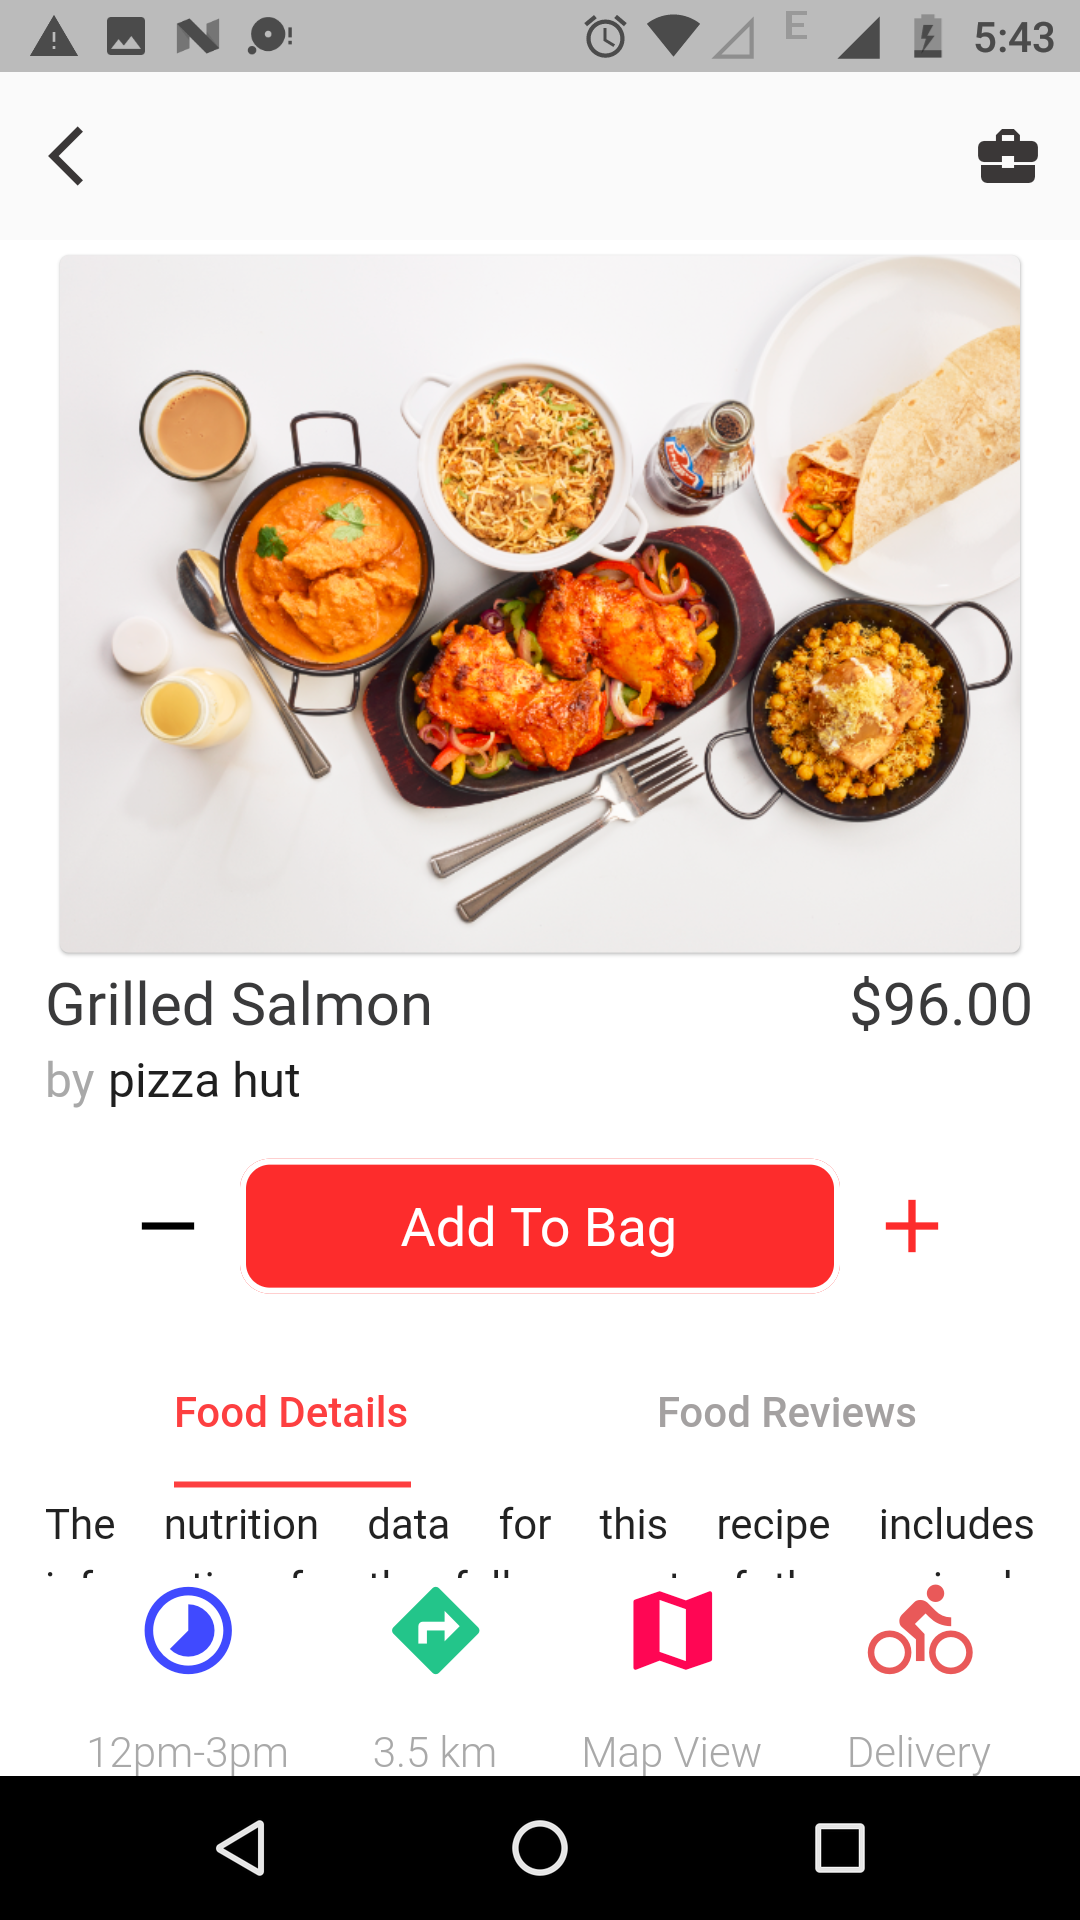 E 5:43
Grilled Salmon $96.00
by pizza hut
Add To Bag
Food Details Food Reviews
The nutrition data for this recipe includes
12pm-3pm 3.5 km Map View Delivery